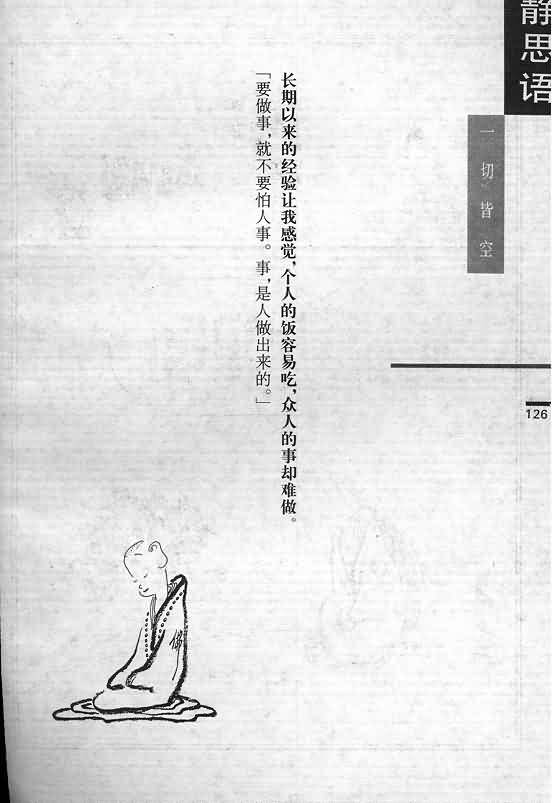 静思语
一切皆空
长期以来的经验让我感觉，个人的饭容易吃，众人的事却难做。
「要做事，就不要怕人事。事，是人做出来的。」
126
佛